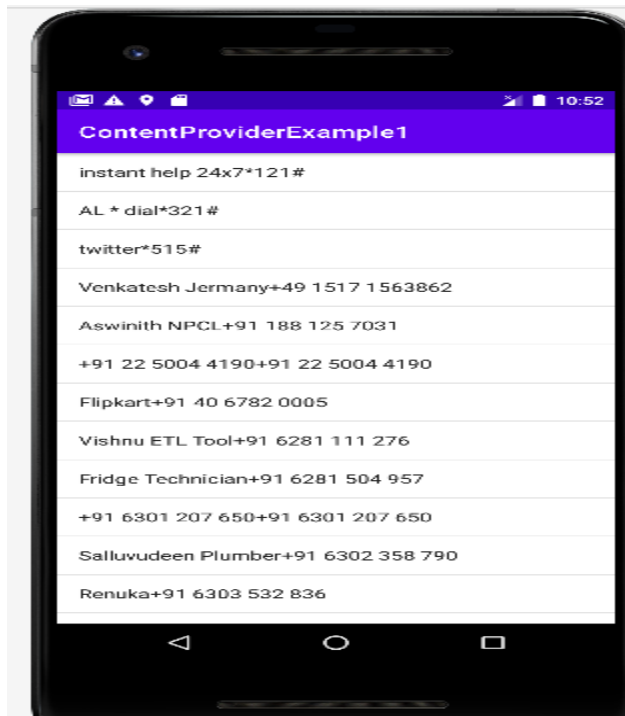 10:52
ContentProviderExample1
instant help 24x7*121#
AL * dial*321#
twitter*515#
Venkatesh Jermany+49 1517 1563862
Aswinith NPCL+91 188 125 7031
+91 22 5004 4190+91 22 5004 4190
Flipkart+91 40 6782 0005
Vishnu ETL Tool+91 6281 111 276
Fridge Technician+91 6281 504 957
+91 6301 207 650+91 6301 207 650
Salluvudeen Plumber+91 6302 358 790
Renuka+91 6303 532 836